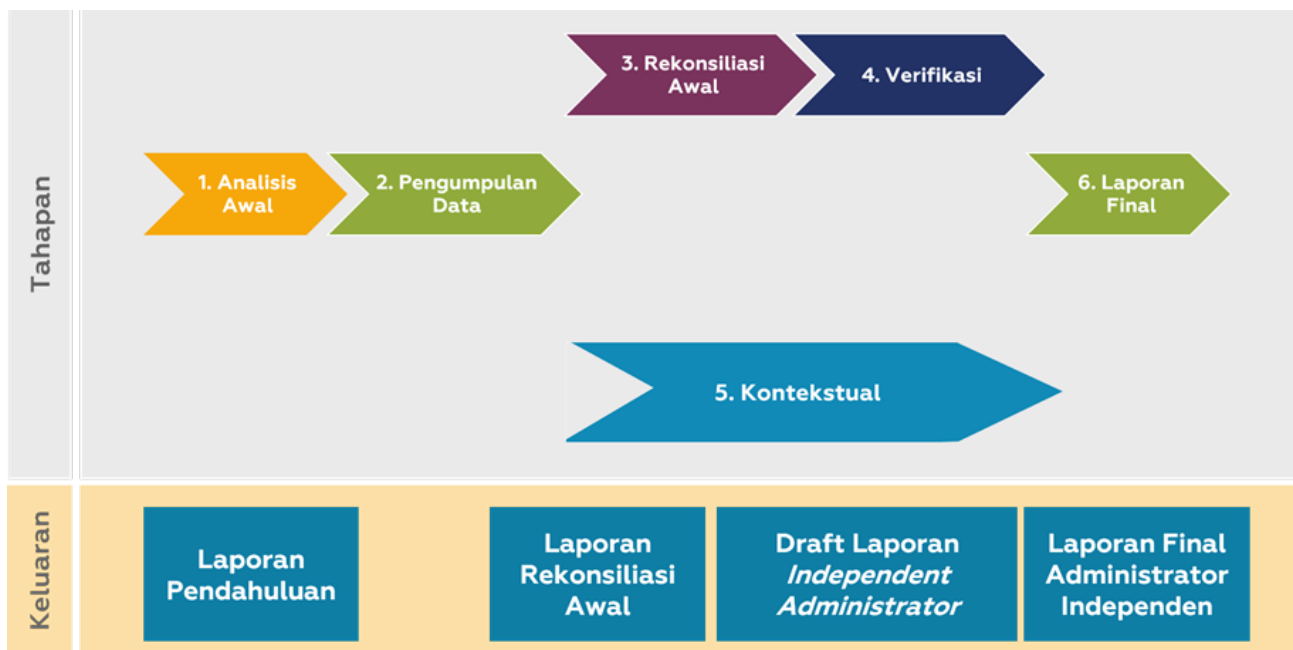 Tahapan
3. Rekonsiliasi
Awal
4. Verifikasi
1. Analisis
Awal
2. Pengumpulan
Data
6. Laporan
Final
5. Kontekstual
Keluaran
Laporan
Pendahuluan
Laporan
Rekonsiliasi
Awal
Draft Laporan
Independent
Administrator
Laporan Final
Administrator
Independen